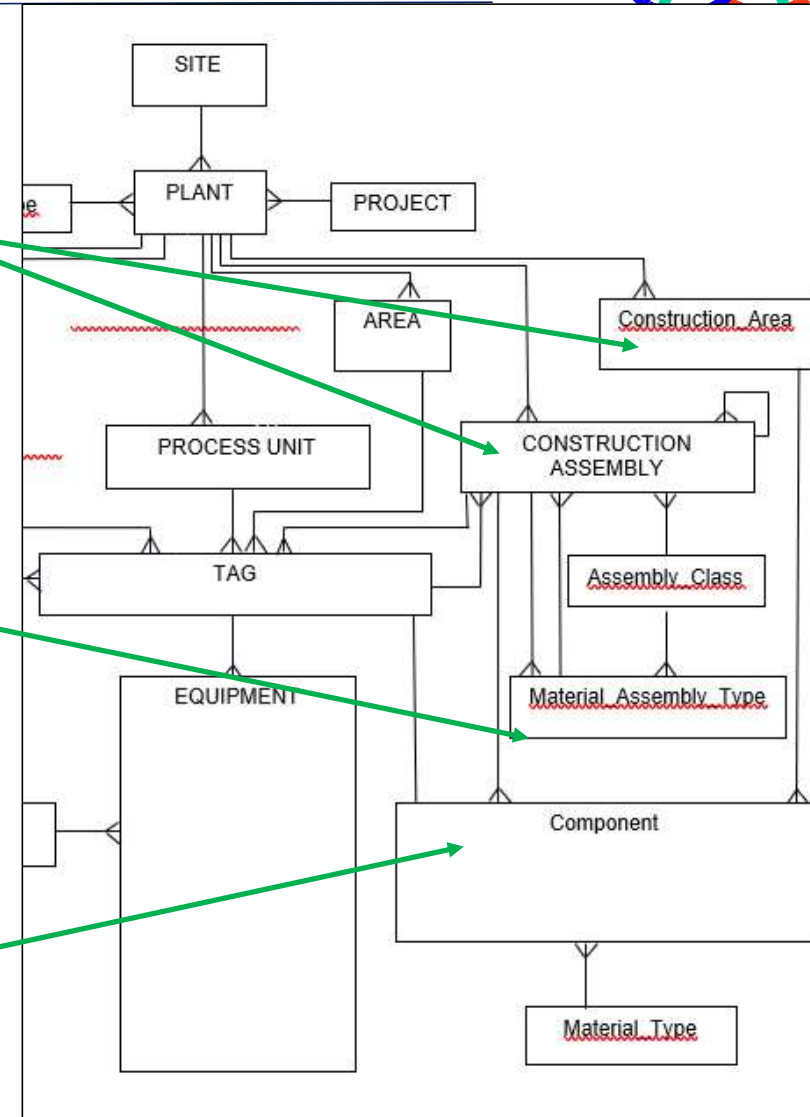 SITE
PLANT
PROJECT
AREA
Construction_Area
PROCESS UNIT
CONSTRUCTION
ASSEMBLY
TAG
Assembly_Class
EQUIPMENT
Material_Assembly_Type
Component
Material_Type